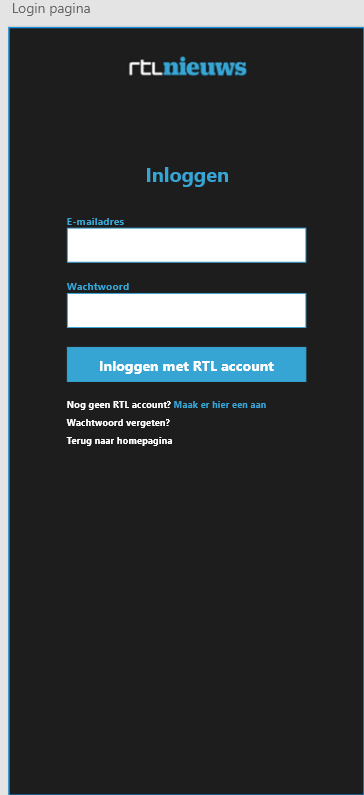 Login pagina
rtlnieuws
Inloggen
E-mailadres
Wachtwoord
Inloggen met RTL account
Nog geen RTL account? Maak er hier een aan
Wachtwoord vergeten?
Terug naar homepagina